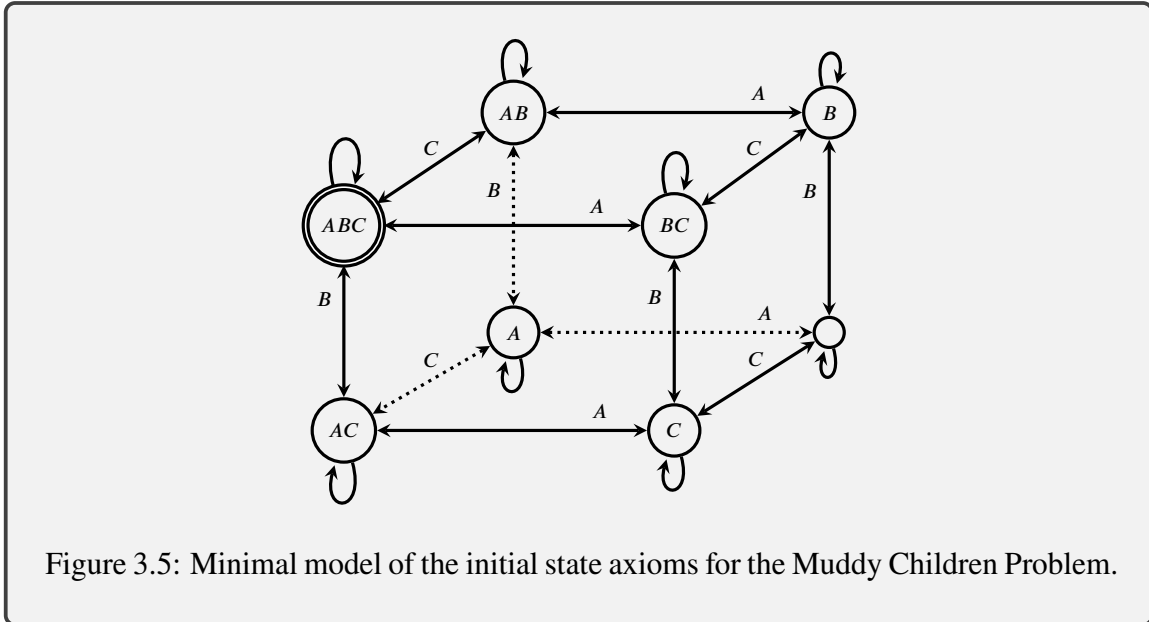 AB
A
B
C
C
B
B
ABC
A
BC
B
B
A
A
C
C
AC
A
C
Figure 3.5: Minimal model of the initial state axioms for the Muddy Children Problem.